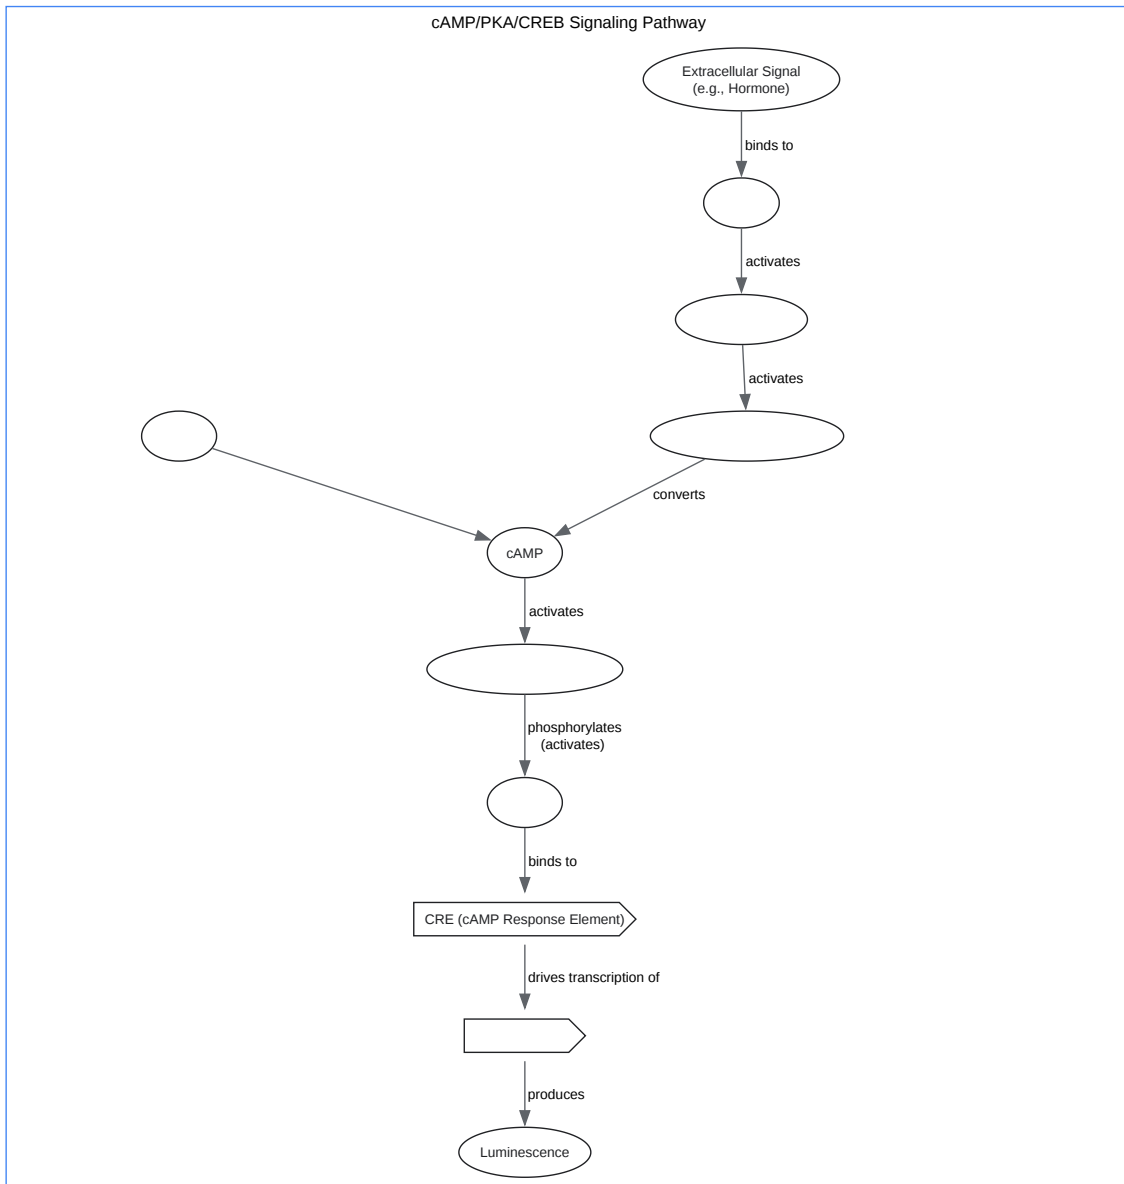 cAMP/PKA/CREB Signaling Pathway
Extracellular Signal
(e.g., Hormone)
binds to
activates
activates
converts
cAMP
activates
phosphorylates
(activates)
binds to
CRE (cAMP Response Element)
drives transcription of
produces
Luminescence